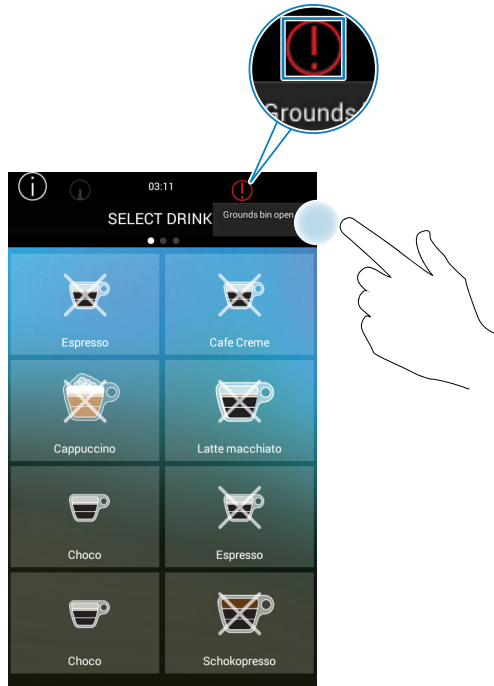 Grounds
03:11
SELECT DRINK
Grounds bin open
Espresso
Cafe Creme
Cappuccino
Latte macchiato
Choco
Espresso
Choco
Schokopresso